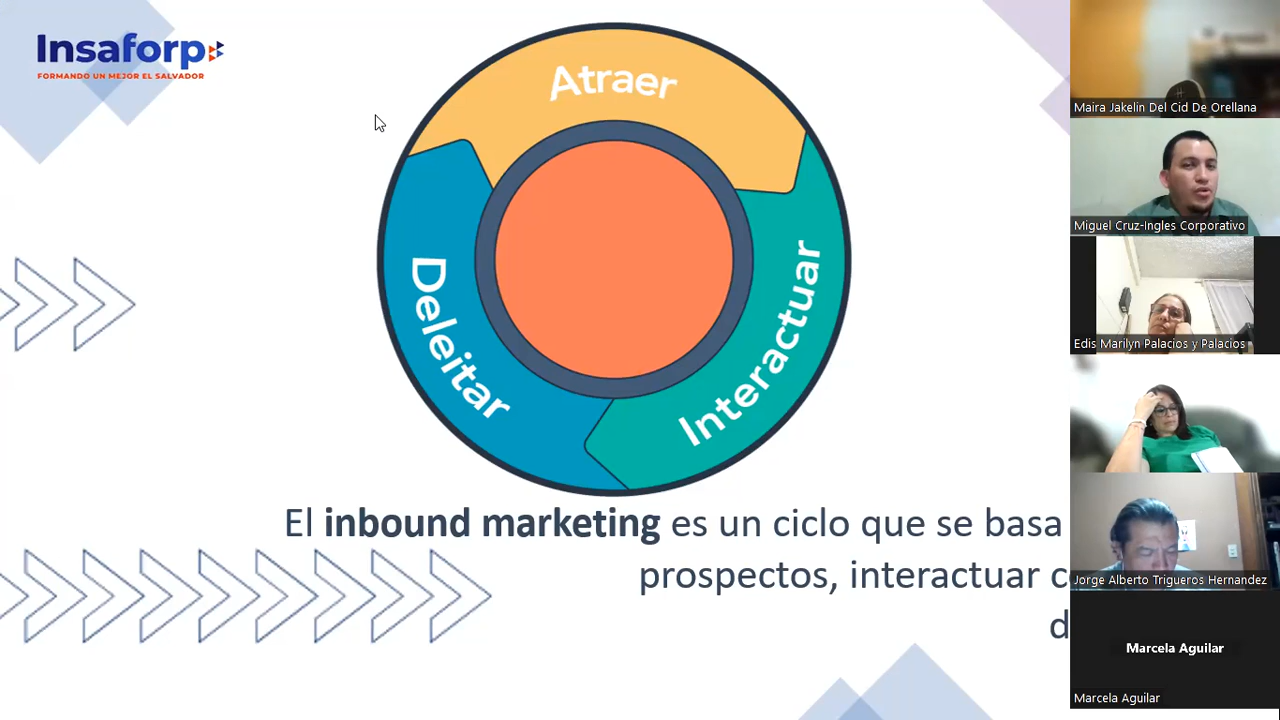 Insaforp
FORMANDO UN MEJOR EL SALVADOR
Atraer
Interactuar
Deleitar
El inbound marketing es un ciclo que se basa
prospectos, interactuar c
d
Maira Jakelin Del Cid De Orellana
Miguel Cruz-Ingles Corporativo
Edis Marilyn Palacios y Palacios
Jorge Alberto Trigueros Hernandez
Marcela Aguilar
Marcela Aguilar